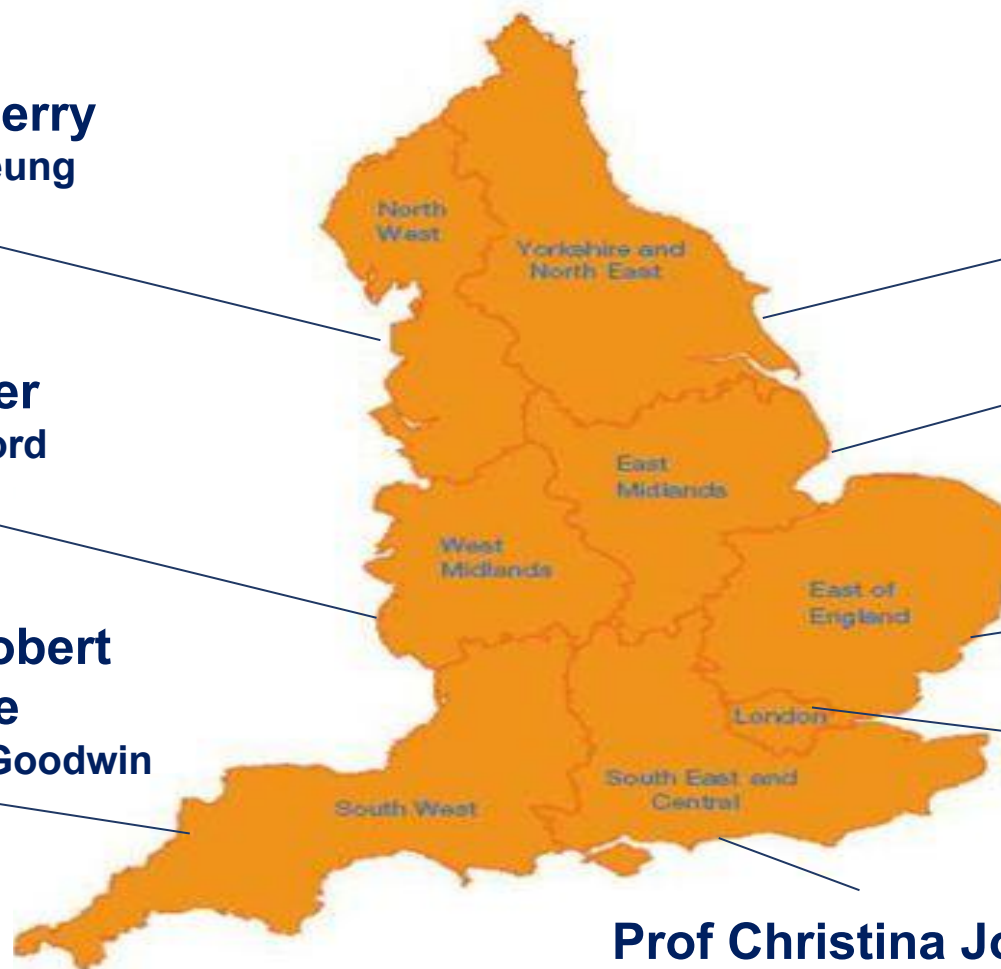 erry
eung
North
West
Yorkshire and
North East
er
ord
East
Midlands
West
Midlands
East of
England
obert
e
Goodwin
London
South East and
Central
South West
Prof Christina Jo